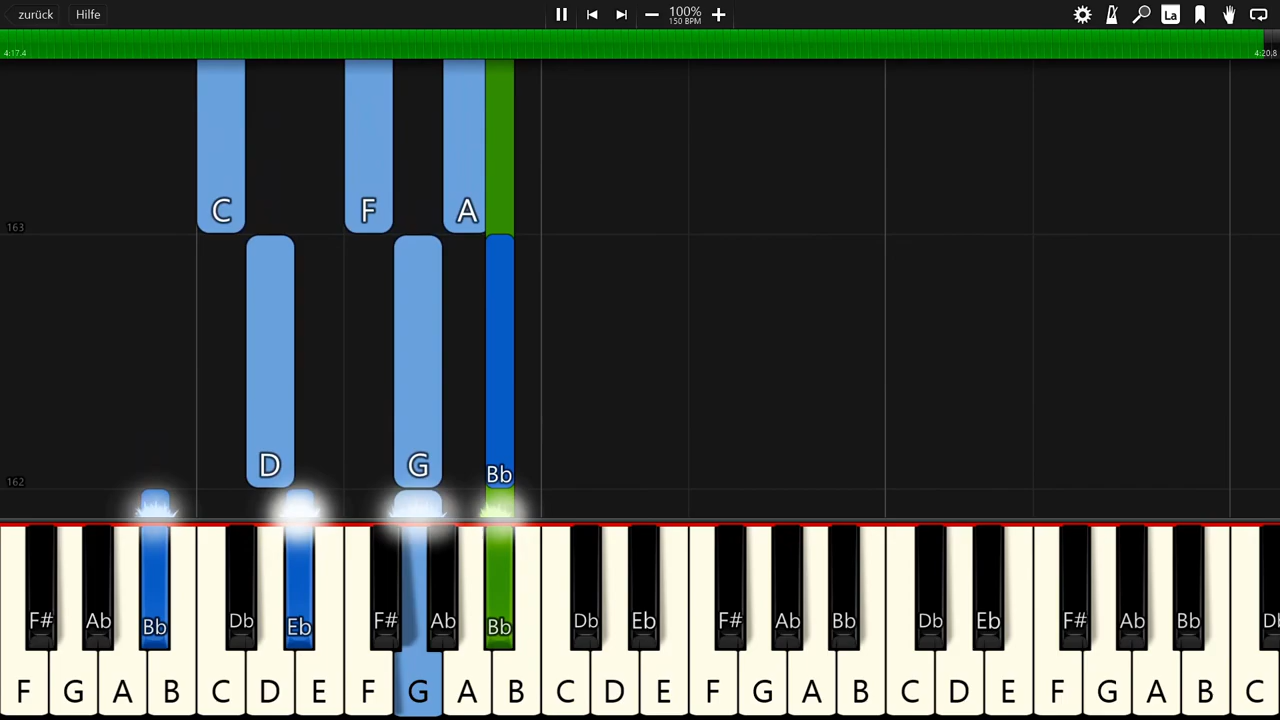 zurück Hilfe 100% La
150 BPM
4:17.4 4:20.8
C F A
163
D G Bb
162
F# Ab Bb Db Eb F# Ab Bb Db Eb F# Ab Bb Db Eb F# Ab Bb
F G A B C D E F G A B C D E F G A B C D E F G A B C